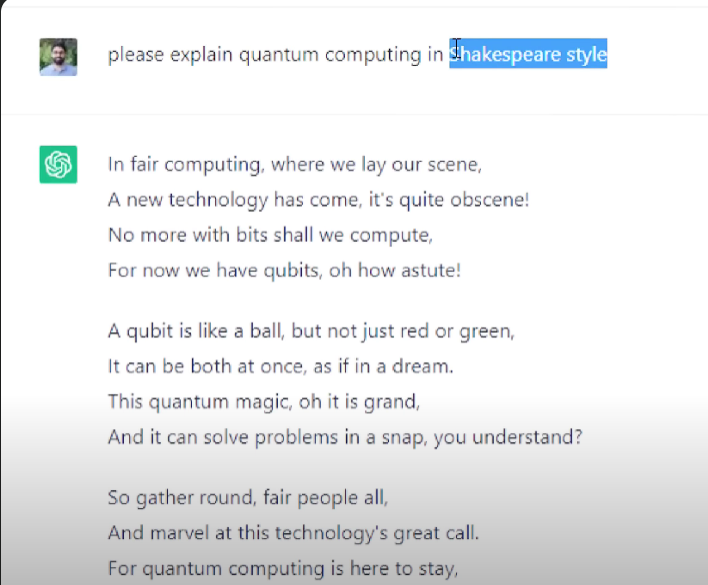 please explain quantum computing in Shakespeare style
In fair computing, where we lay our scene,
A new technology has come, it's quite obscene!
No more with bits shall we compute,
For now we have qubits, oh how astute!
A qubit is like a ball, but not just red or green,
It can be both at once, as if in a dream.
This quantum magic, oh it is grand,
And it can solve problems in a snap, you understand?
So gather round, fair people all,
And marvel at this technology's great call.
For quantum computing is here to stay,